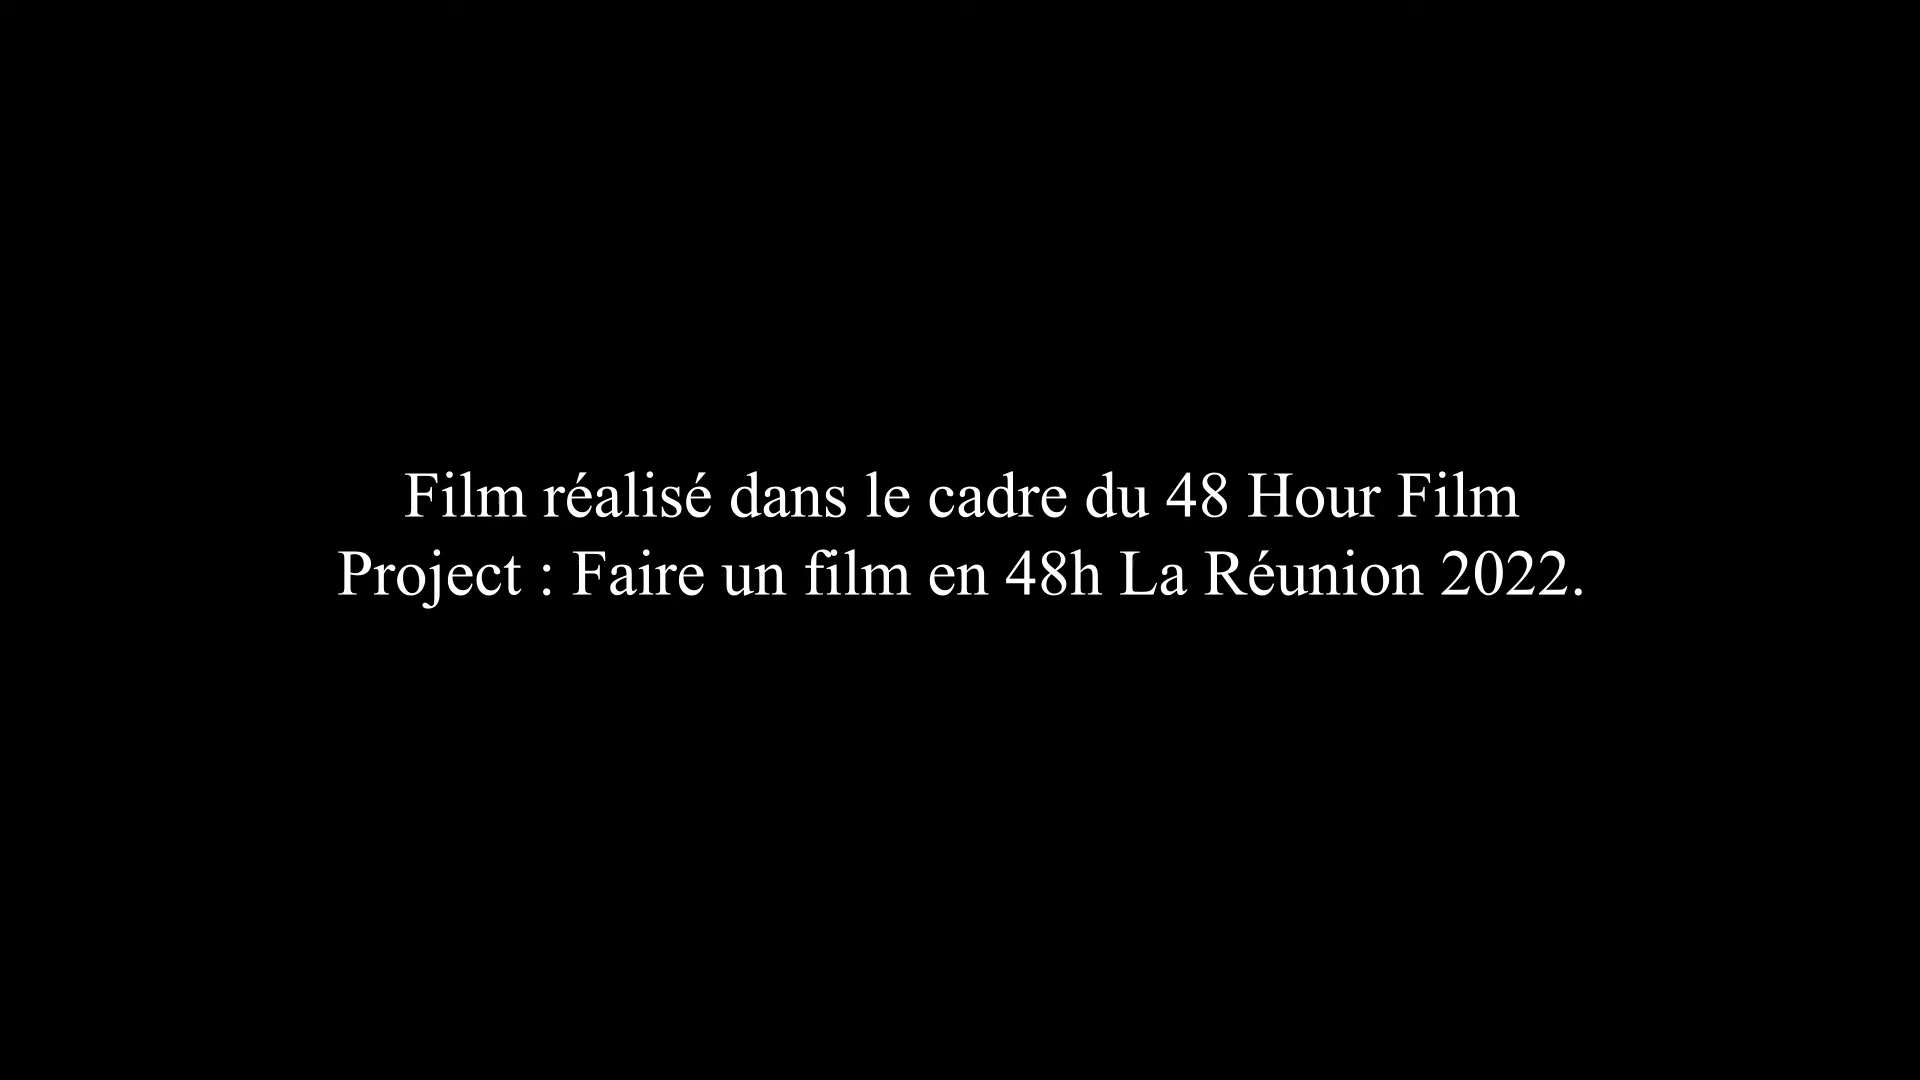 Film réalisé dans le cadre du 48 Hour Film
Project : Faire un film en 48h La Réunion 2022.